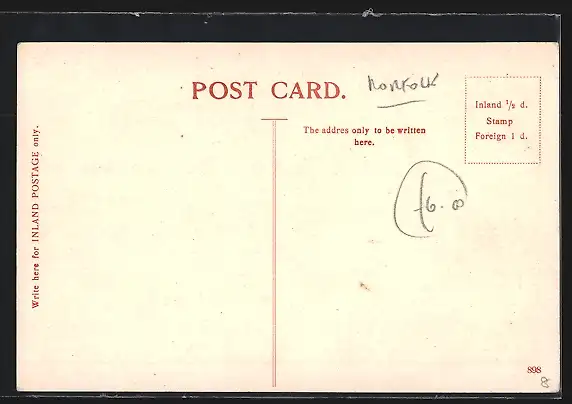 POST CARD.
Norfolk
Inland ½ d.
Stamp
Foreign 1 d.
The addres only to be written
here.
Write here for INLAND POSTAGE only.
£6.00
898
8